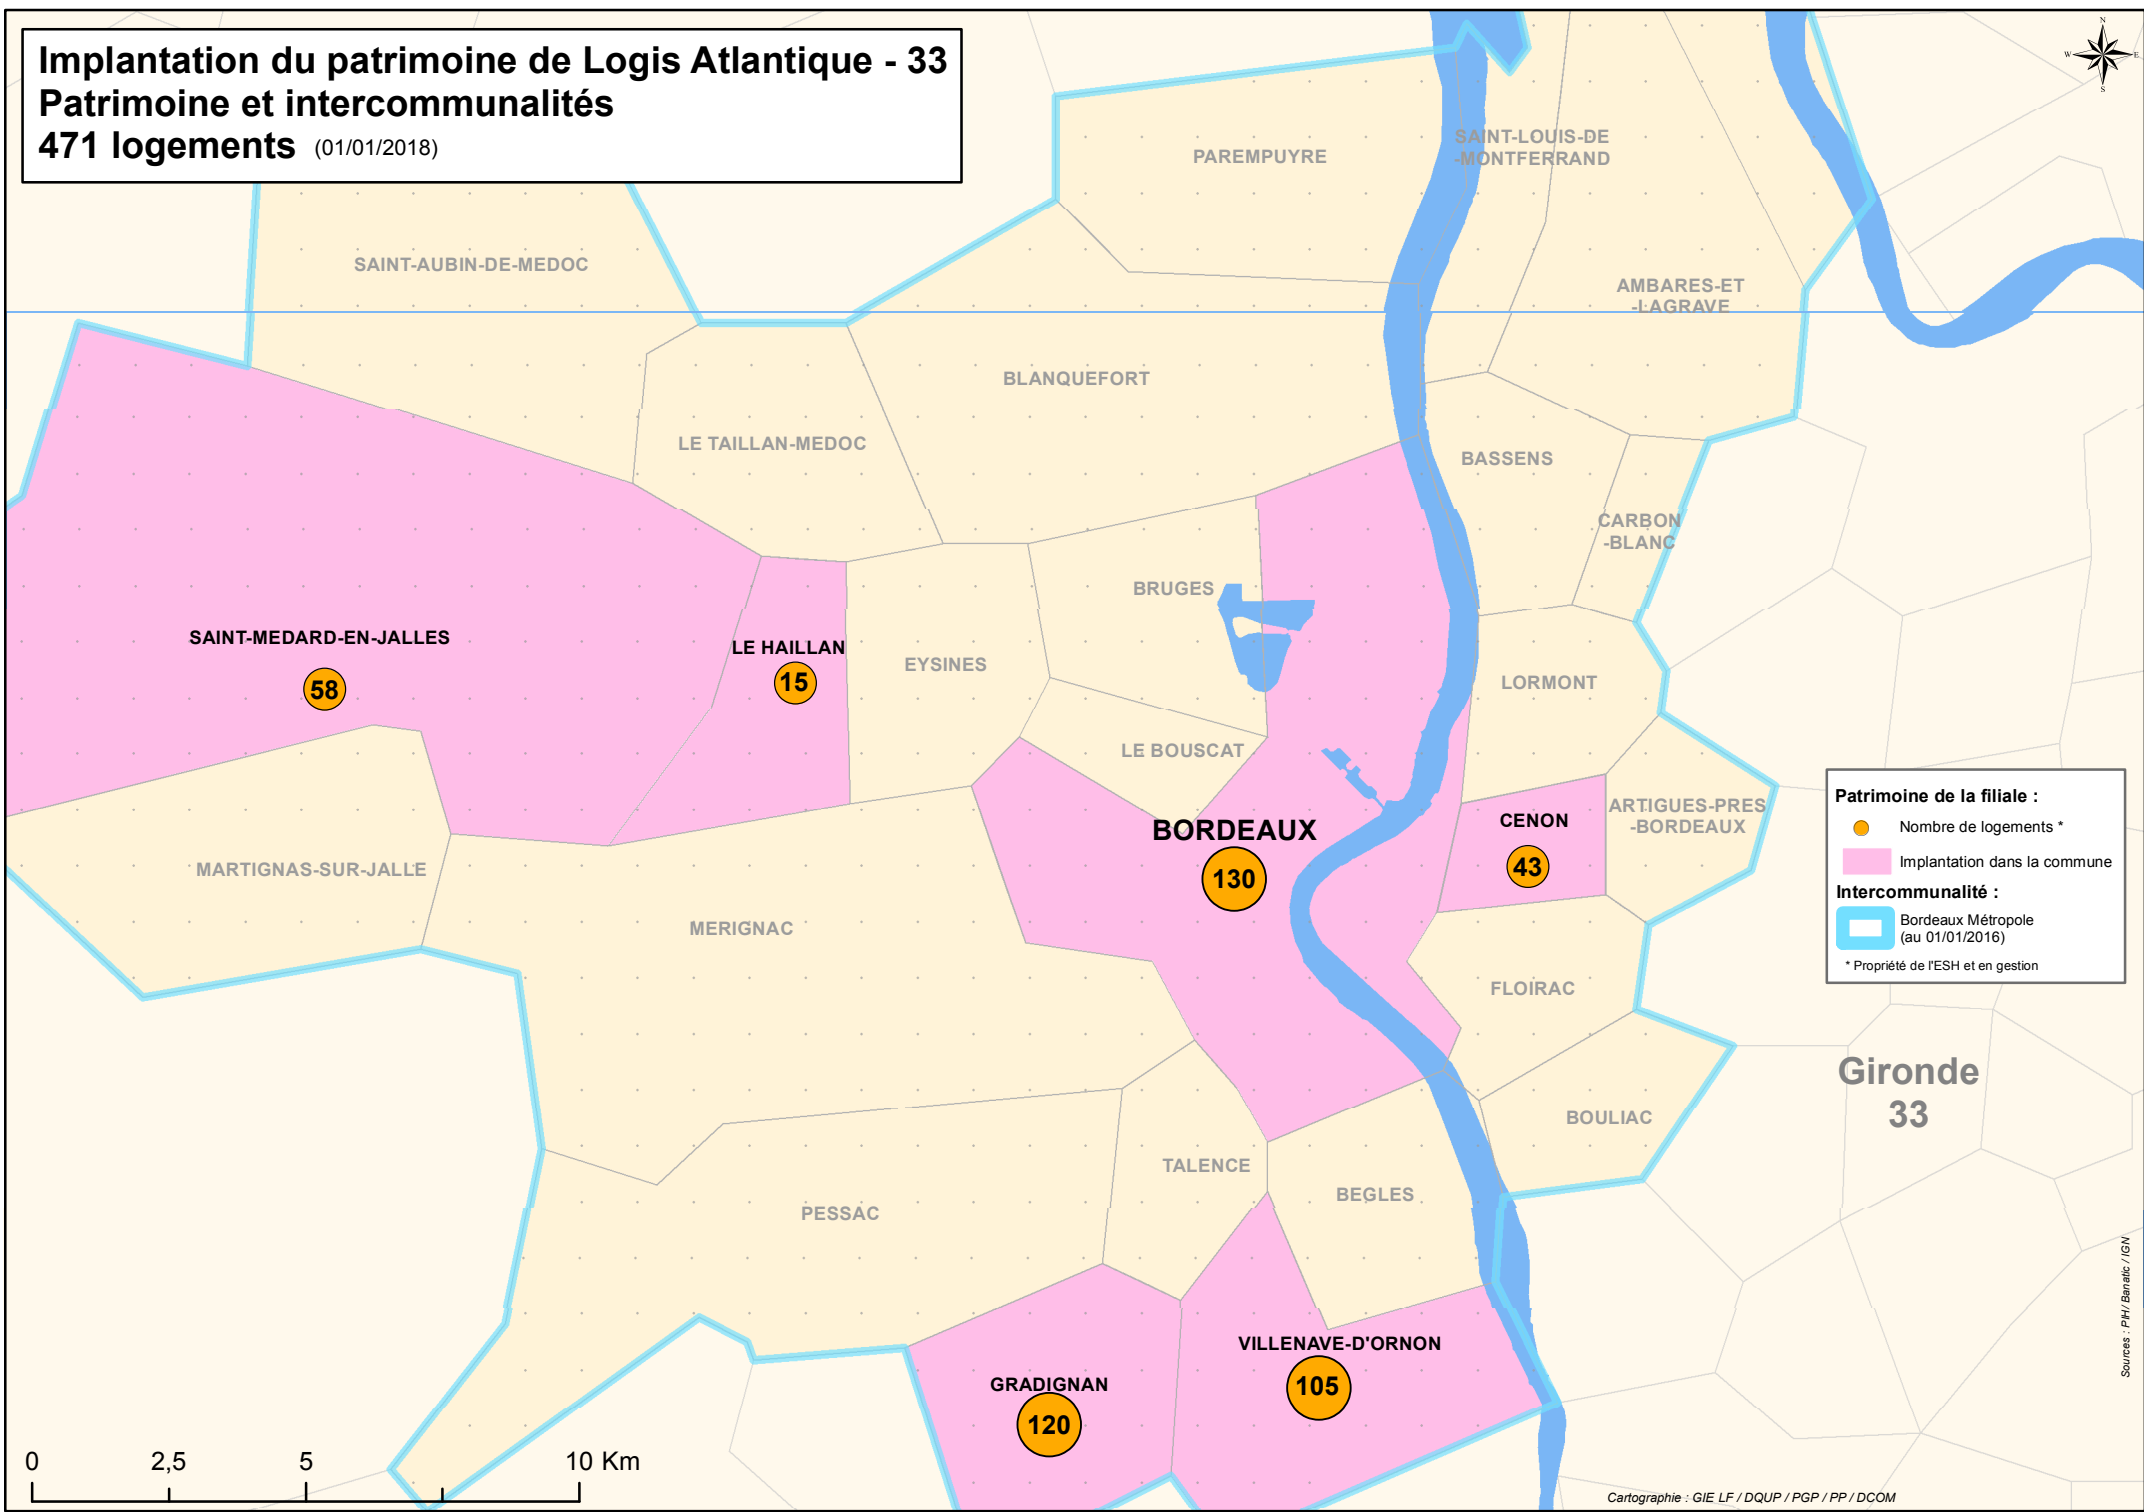 Implantation du patrimoine de Logis Atlantique - 33
Patrimoine et intercommunalités
471 logements (01/01/2018)
N
W E
S
PAREMPUYRE
SAINT-LOUIS-DE
-MONTFERRAND
SAINT-AUBIN-DE-MEDOC
AMBARES-ET
-LAGRAVE
BLANQUEFORT
LE TAILLAN-MEDOC
BASSENS
CARBON
-BLANC
BRUGES
SAINT-MEDARD-EN-JALLES
58
LE HAILLAN
15
EYSINES
LORMONT
LE BOUSCAT
ARTIGUES-PRES
-BORDEAUX
BORDEAUX
130
CENON
43
MARTIGNAS-SUR-JALLE
MERIGNAC
FLOIRAC
BOULIAC
TALENCE
BEGLES
PESSAC
VILLENAVE-D'ORNON
105
GRADIGNAN
120
Patrimoine de la filiale :
Nombre de logements *
Implantation dans la commune
Intercommunalité :
Bordeaux Métropole
(au 01/01/2016)
* Propriété de l'ESH et en gestion
Gironde
33
Sources : PIH / Banatic / IGN
0 2,5 5 10 Km
Cartographie : GIE LF / DQUP / PGP / PP / DCOM